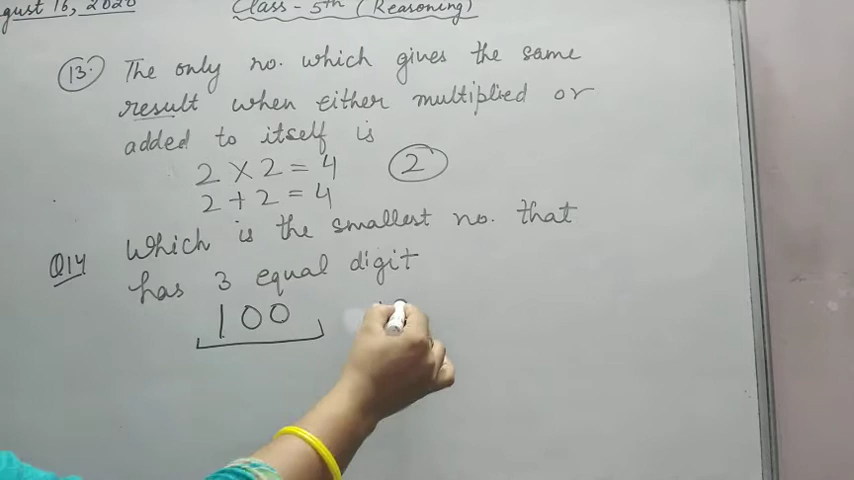 gust 16, 2020 Class - 5th (Reasoning)
13. The only no. which gives the same
result when either multiplied or
added to itself is
2 × 2 = 4 2
2 + 2 = 4
Q14 Which is the smallest no. that
has 3 equal digit
100